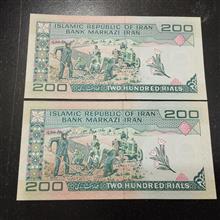 ISLAMIC REPUBLIC OF IRAN
BANK MARKAZI IRAN
200
200
TWO HUNDRED RIALS
ISLAMIC REPUBLIC OF IRAN
BANK MARKAZI IRAN
200
200
TWO HUNDRED RIALS